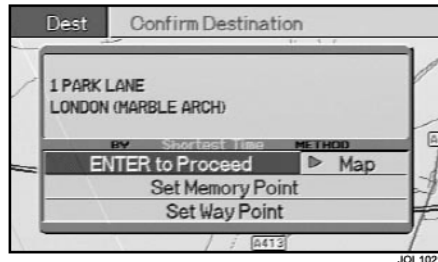 Dest Confirm Destination
1 PARK LANE
LONDON (MARBLE ARCH)
BY Shortest Time METHOD
ENTER to Proceed Map
Set Memory Point
Set Way Point
A413
JOL102